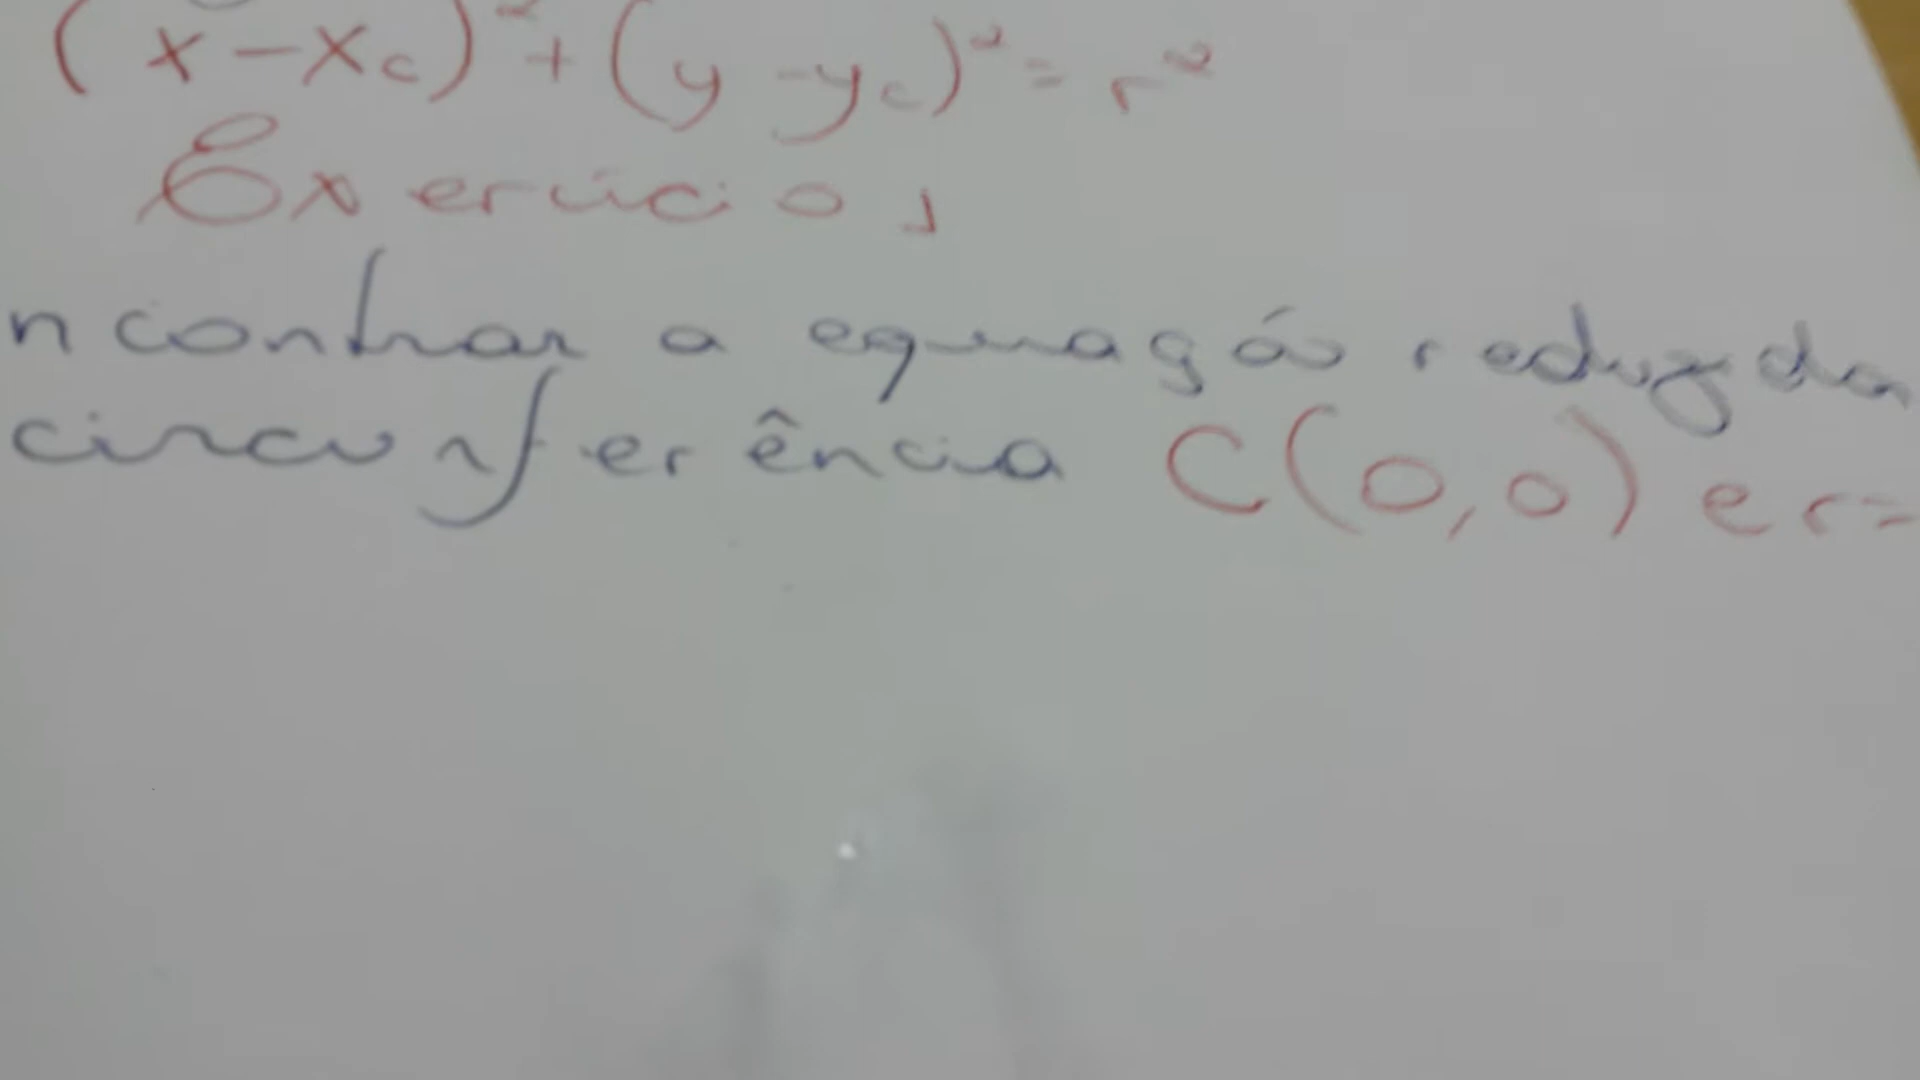 (x-xc)²+(y-yc)²=r²
Exercício 1
ncontrar a equação reduzida
circunferência C(0,0) e r=